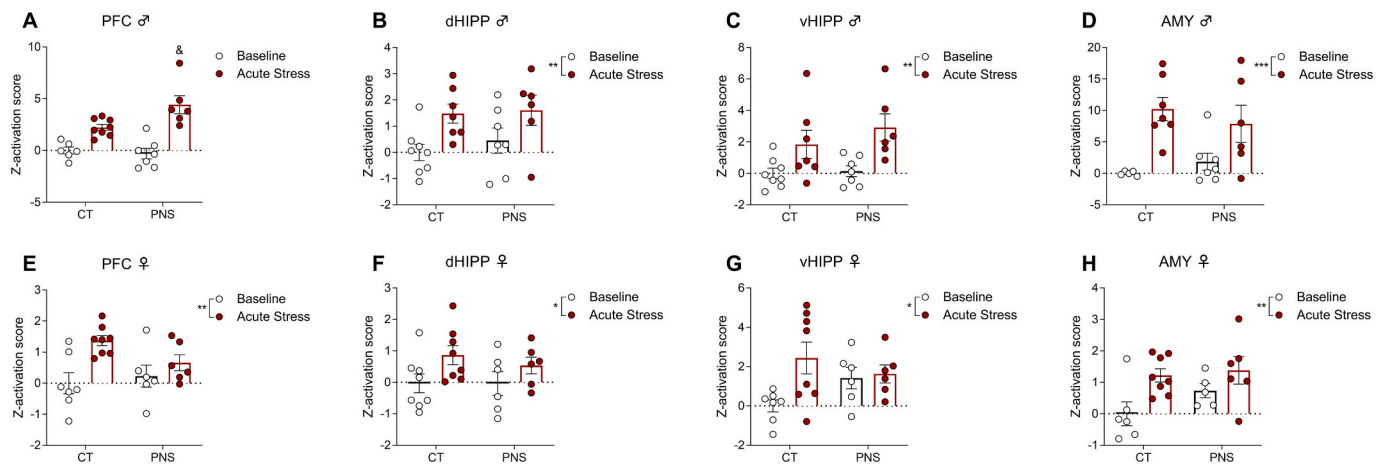 A PFC ♂
Z-activation score
10
5
0
-5
&
CT PNS
Baseline
Acute Stress
B dHIPP ♂
Z-activation score
4
3
2
1
0
-1
-2
CT PNS
**
Baseline
Acute Stress
C vHIPP ♂
Z-activation score
8
6
4
2
0
-2
CT PNS
**
Baseline
Acute Stress
D AMY ♂
Z-activation score
20
15
10
5
0
-5
CT PNS
***
Baseline
Acute Stress
E PFC ♀
Z-activation score
3
2
1
0
-1
-2
CT PNS
**
Baseline
Acute Stress
F dHIPP ♀
Z-activation score
3
2
1
0
-1
-2
CT PNS
*
Baseline
Acute Stress
G vHIPP ♀
Z-activation score
6
4
2
0
-2
CT PNS
*
Baseline
Acute Stress
H AMY ♀
Z-activation score
4
3
2
1
0
-1
CT PNS
**
Baseline
Acute Stress